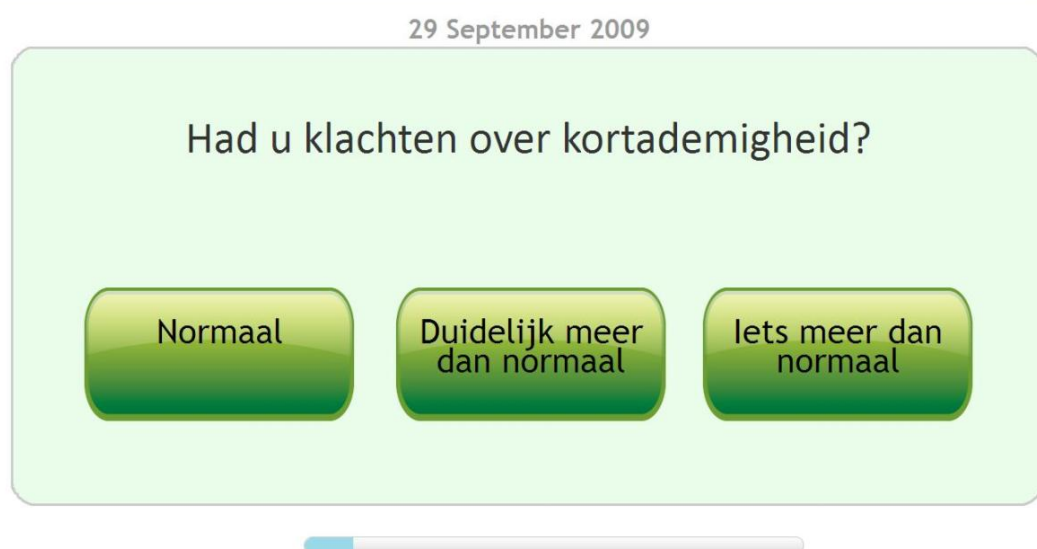 29 September 2009
Had u klachten over kortademigheid?
Normaal
Duidelijk meer
dan normaal
Iets meer dan
normaal